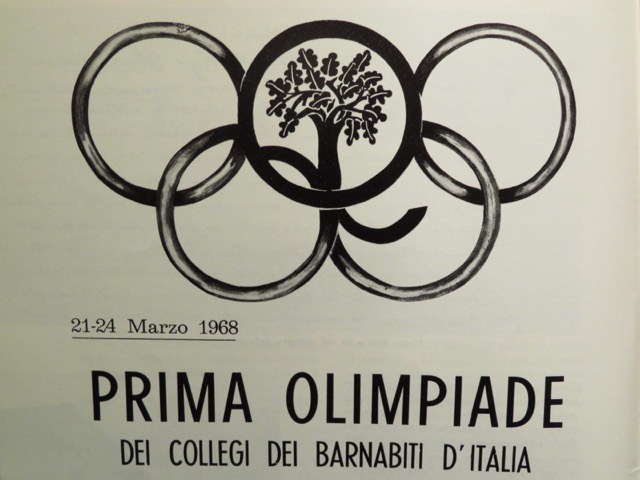 21-24 Marzo 1968
PRIMA OLIMPIADE
DEI COLLEGI DEI BARNABITI D'ITALIA